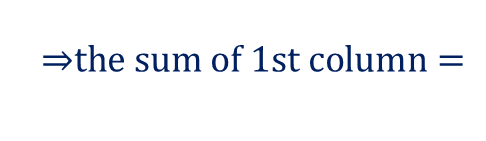 ⇒the sum of 1st column =